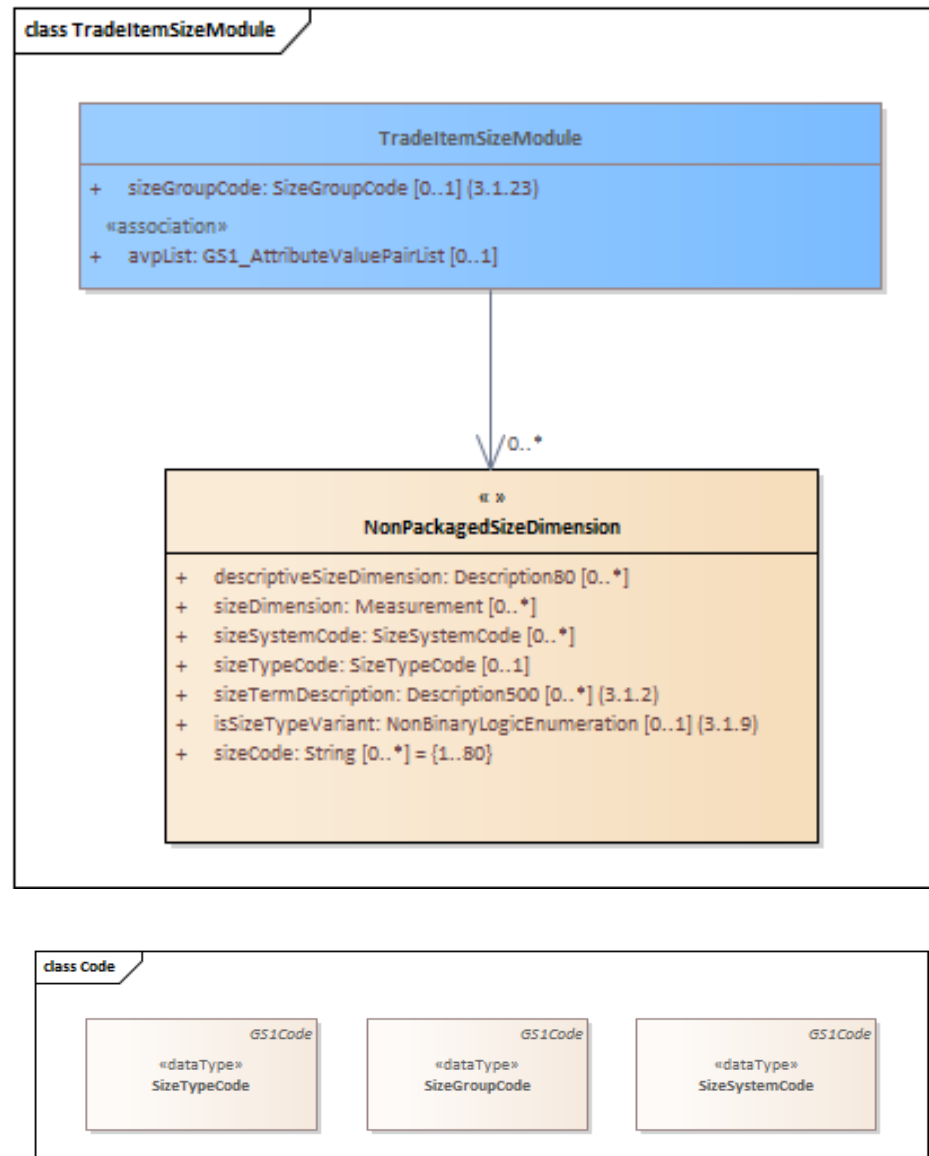 class TradeItemSizeModule
TradeItemSizeModule
+ sizeGroupCode: SizeGroupCode [0..1] (3.1.23)
«association»
+ avpList: GS1_AttributeValuePairList [0..1]
0..*
« »
NonPackagedSizeDimension
+ descriptiveSizeDimension: Description80 [0..*]
+ sizeDimension: Measurement [0..*]
+ sizeSystemCode: SizeSystemCode [0..*]
+ sizeTypeCode: SizeTypeCode [0..1]
+ sizeTermDescription: Description500 [0..*] (3.1.2)
+ isSizeTypeVariant: NonBinaryLogicEnumeration [0..1] (3.1.9)
+ sizeCode: String [0..*] = {1..80}
class Code
GS1Code
«dataType»
SizeTypeCode
GS1Code
«dataType»
SizeGroupCode
GS1Code
«dataType»
SizeSystemCode